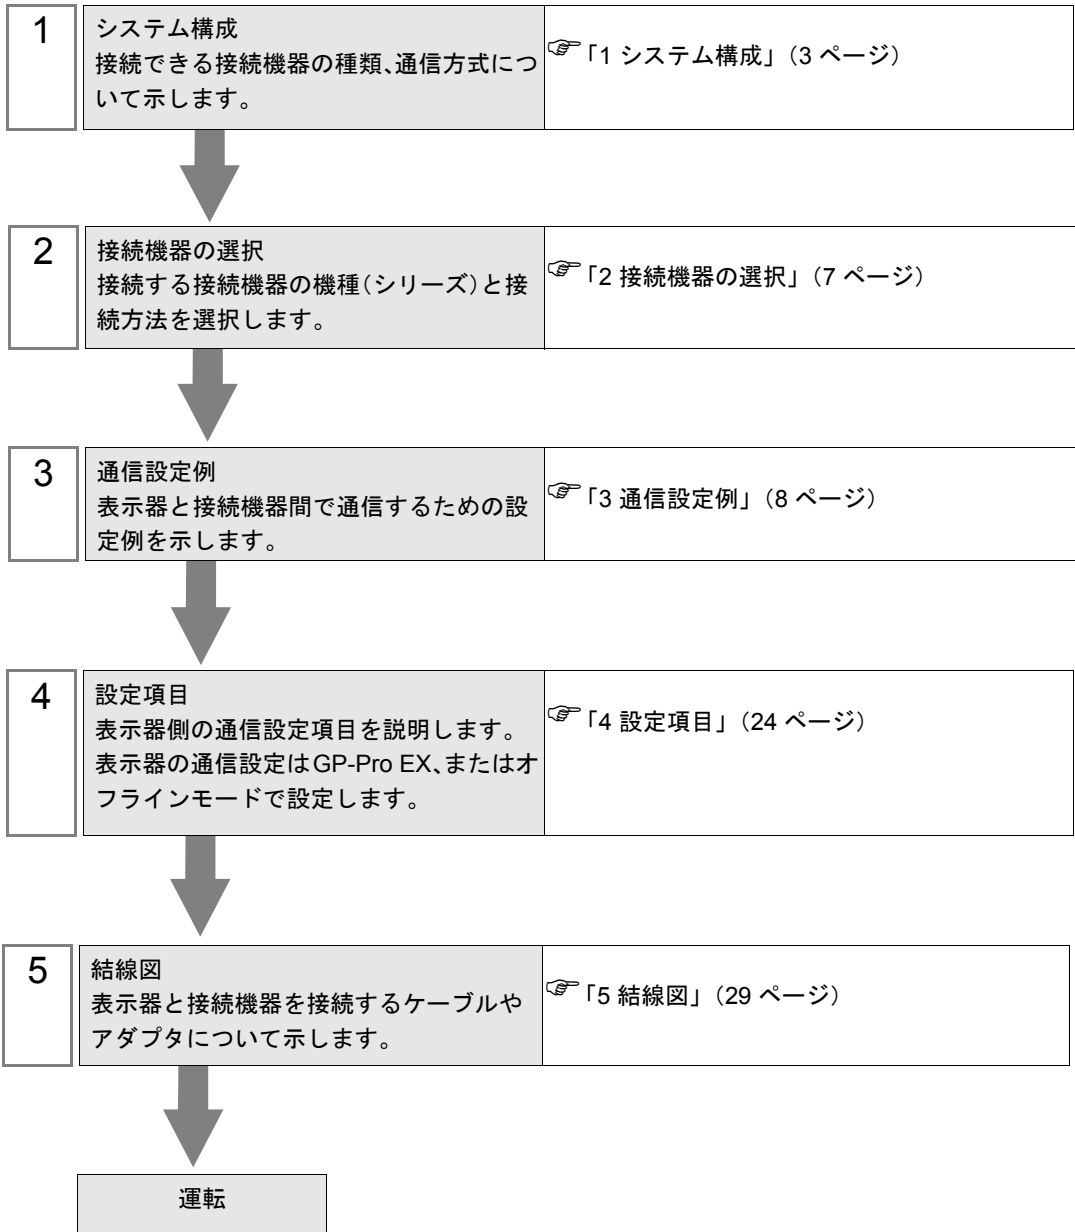 1
システム構成
接続できる接続機器の種類、通信方式につ
いて示します。
☞「1 システム構成」(3 ページ)
2
接続機器の選択
接続する接続機器の機種(シリーズ)と接
続方法を選択します。
☞「2 接続機器の選択」(7 ページ)
3
通信設定例
表示器と接続機器間で通信するための設
定例を示します。
☞「3 通信設定例」(8 ページ)
4
設定項目
表示器側の通信設定項目を説明します。
表示器の通信設定はGP-Pro EX、またはオ
フラインモードで設定します。
☞「4 設定項目」(24 ページ)
5
結線図
表示器と接続機器を接続するケーブルや
アダプタについて示します。
☞「5 結線図」(29 ページ)
運転